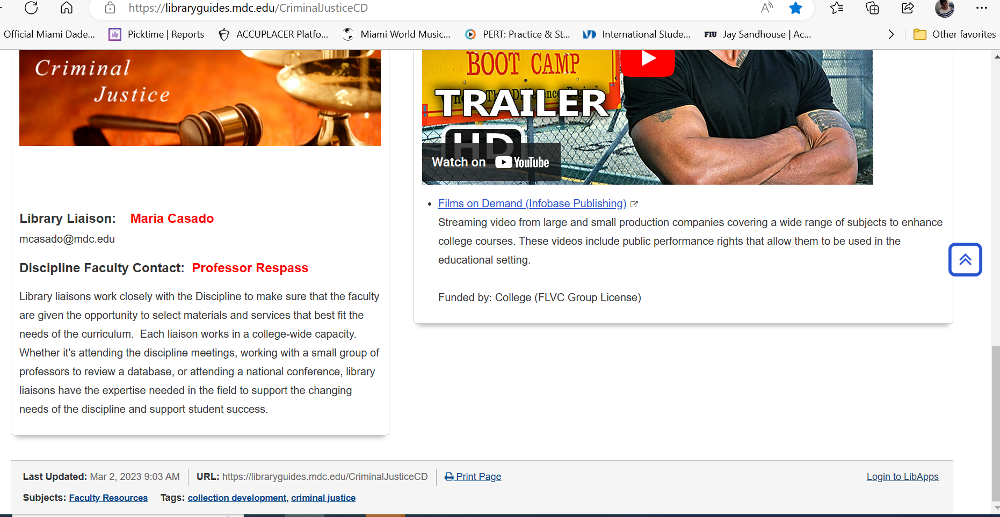 https://libraryguides.mdc.edu/CriminalJusticeCD
Official Miami Dade... Picktime | Reports ACCUPLACER Platfo... Miami World Music... PERT: Practice & St... International Stude... FIU Jay Sandhouse | Ac... Other favorites
Criminal
Justice
BOOT CAMP
TRAILER
HD
Watch on YouTube
Library Liaison: Maria Casado
mcasado@mdc.edu
Discipline Faculty Contact: Professor Respass
Library liaisons work closely with the Discipline to make sure that the faculty
are given the opportunity to select materials and services that best fit the
needs of the curriculum. Each liaison works in a college-wide capacity.
Whether it's attending the discipline meetings, working with a small group of
professors to review a database, or attending a national conference, library
liaisons have the expertise needed in the field to support the changing
needs of the discipline and support student success.
Films on Demand (Infobase Publishing)
Streaming video from large and small production companies covering a wide range of subjects to enhance
college courses. These videos include public performance rights that allow them to be used in the
educational setting.
Funded by: College (FLVC Group License)
Last Updated: Mar 2, 2023 9:03 AM URL: https://libraryguides.mdc.edu/CriminalJusticeCD Print Page Login to LibApps
Subjects: Faculty Resources Tags: collection development, criminal justice